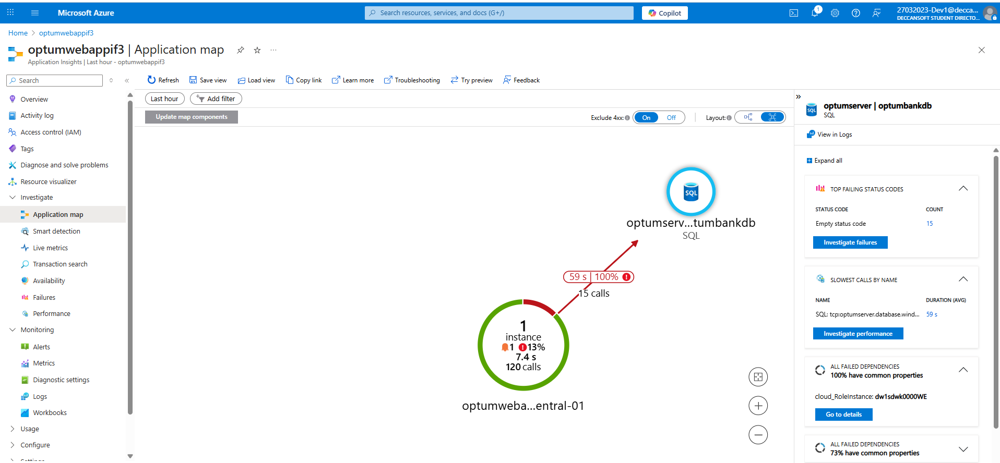 Microsoft Azure
Search resources, services, and docs (G+/)
Copilot
1
27032023-Dev1@decca...
DECCANSOFT STUDENT DIRECTO...
Home > optumwebappif3
optumwebappif3 | Application map
...
Application Insights | Last hour - optumwebappif3
Search
Refresh
Save view
Load view
Copy link
Learn more
Troubleshooting
Try preview
Feedback
Overview
Activity log
Access control (IAM)
Tags
Diagnose and solve problems
Resource visualizer
Investigate
Application map
Smart detection
Live metrics
Transaction search
Availability
Failures
Performance
Monitoring
Alerts
Metrics
Diagnostic settings
Logs
Workbooks
Usage
Configure
Settings
Last hour
Add filter
Update map components
Exclude 4xx:
On
Off
Layout:
SQL
optumserv...tumbankdb
SQL
59 s | 100%
15 calls
1
instance
1 13%
7.4 s
120 calls
optumweba...entral-01
SQL
optumserver | optumbankdb
SQL
View in Logs
Expand all
TOP FAILING STATUS CODES
STATUS CODE COUNT
Empty status code 15
Investigate failures
SLOWEST CALLS BY NAME
NAME DURATION (AVG)
SQL: tcp:optumserver.database.wind... 59 s
Investigate performance
ALL FAILED DEPENDENCIES
100% have common properties
cloud_RoleInstance: dw1sdwk0000WE
Go to details
ALL FAILED DEPENDENCIES
73% have common properties